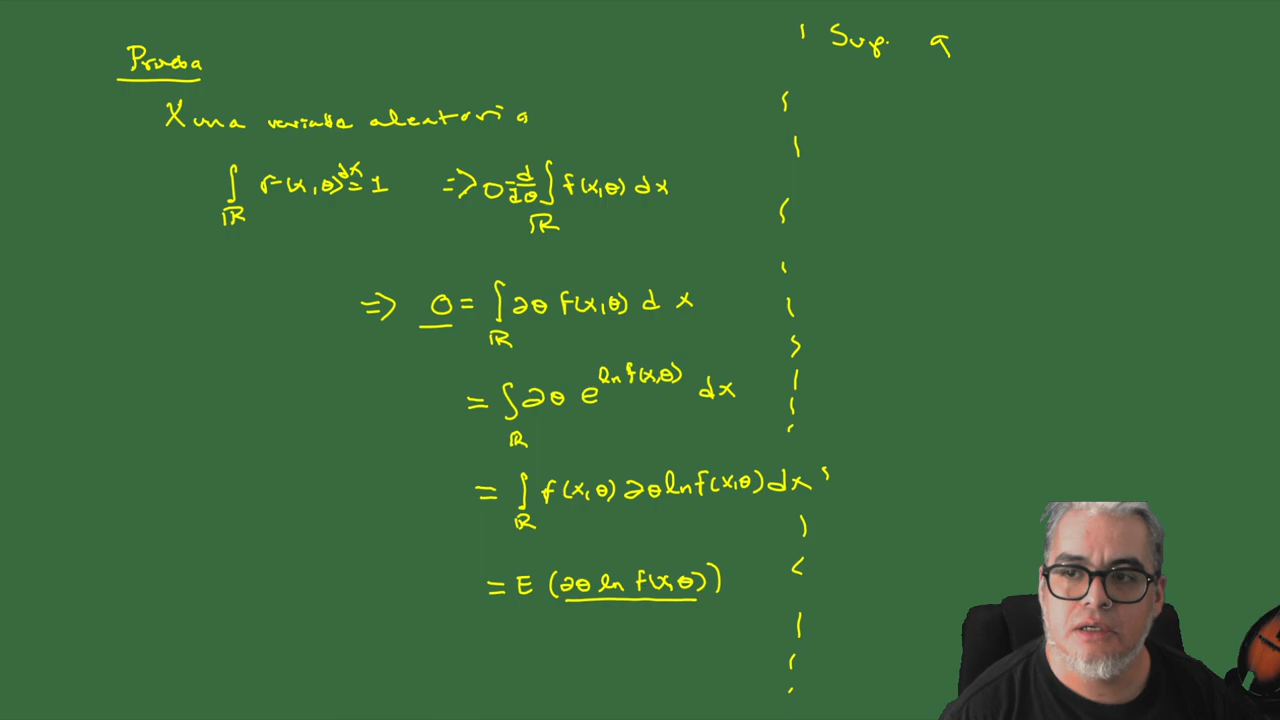 Prueba
X una variable aleatoria
∫_ℝ f(x,θ) dx = 1 => 0 = d/dθ ∫_ℝ f(x,θ) dx
=> 0 = ∫_ℝ ∂θ f(x,θ) dx
= ∫_ℝ ∂θ e^{ln f(x,θ)} dx
= ∫_ℝ f(x,θ) ∂θ ln f(x,θ) dx
= E (∂θ ln f(x,θ))
Sup. q